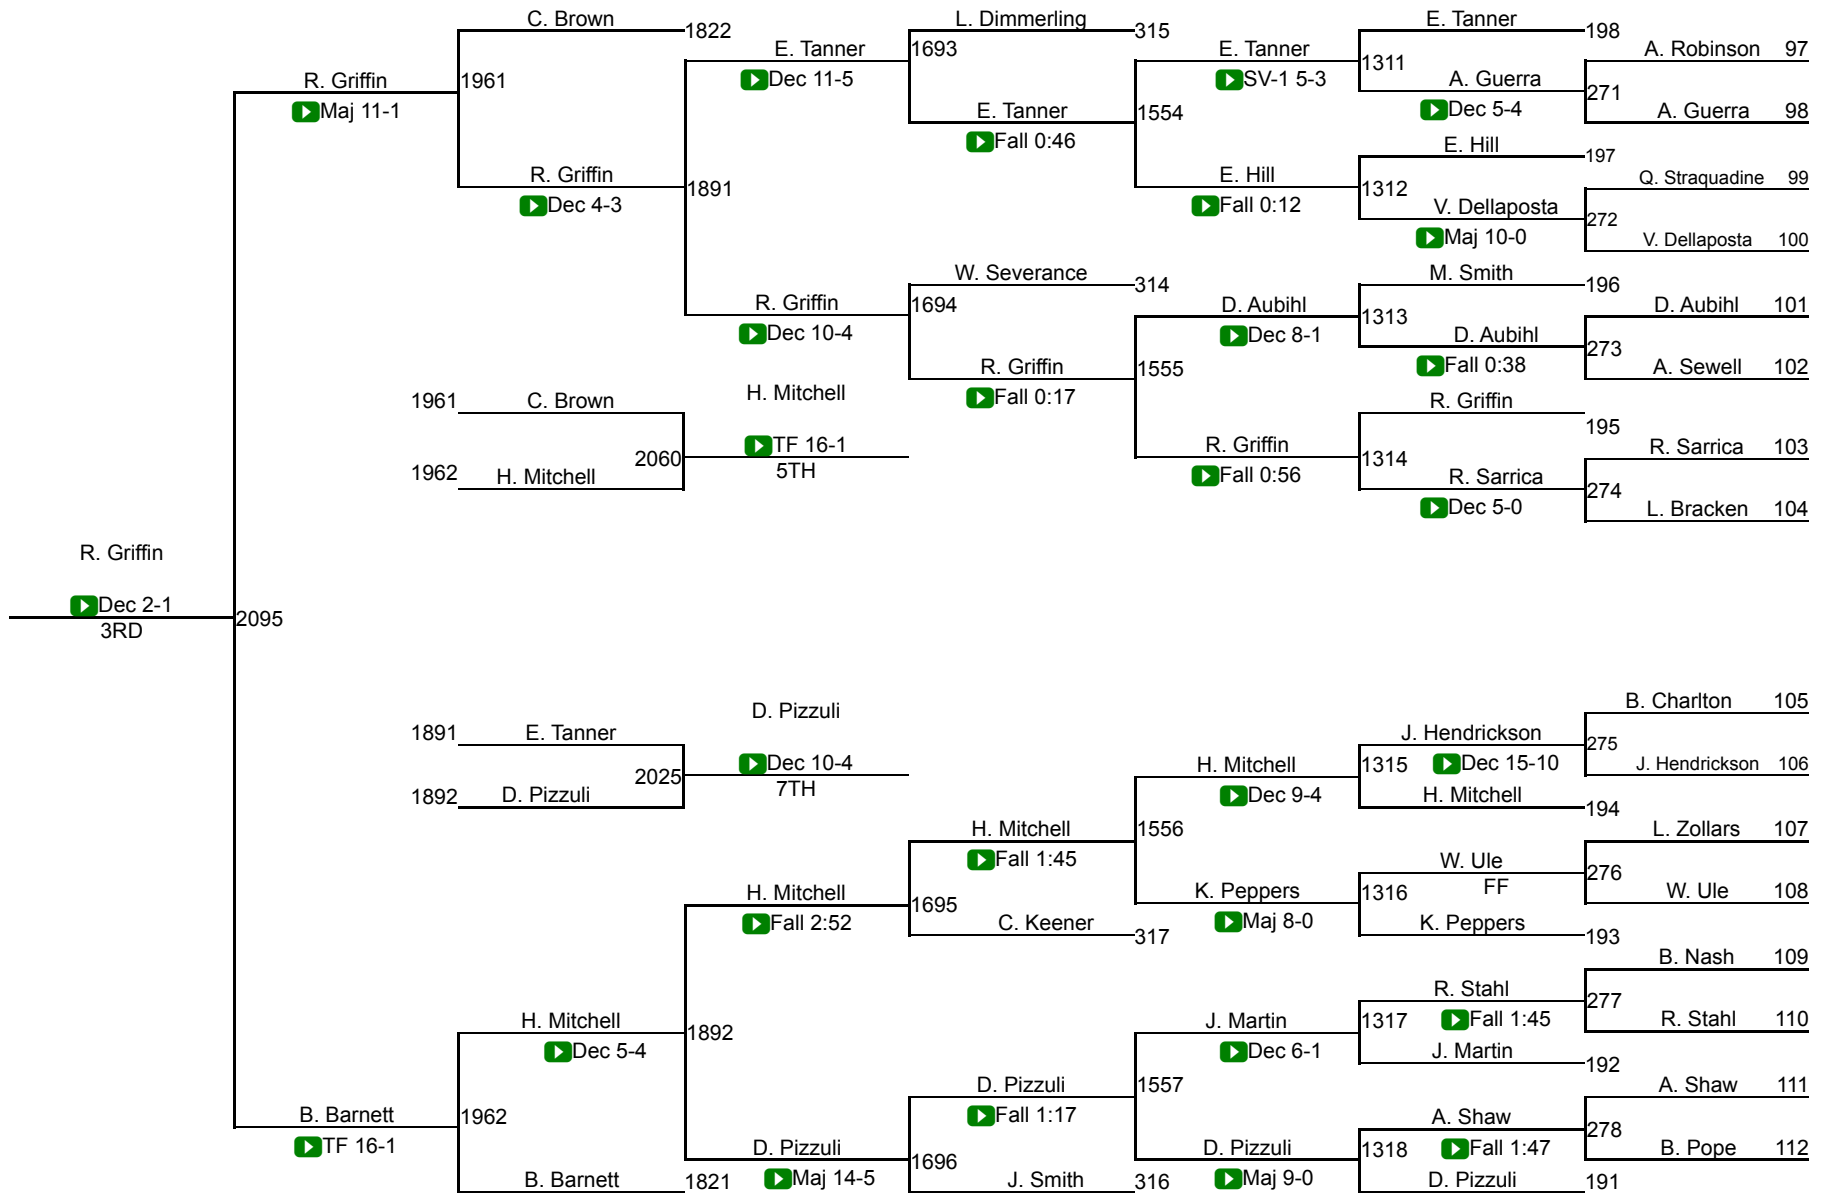 C. Brown
1822
L. Dimmerling
315
E. Tanner
198
A. Robinson 97
E. Tanner
Dec 11-5
1693
E. Tanner
SV-1 5-3
1311
A. Guerra
Dec 5-4
271
A. Guerra 98
R. Griffin
Maj 11-1
1961
E. Tanner
Fall 0:46
1554
E. Hill
197
Q. Straquadine 99
R. Griffin
Dec 4-3
1891
E. Hill
Fall 0:12
1312
V. Dellaposta
Maj 10-0
272
V. Dellaposta 100
W. Severance
314
M. Smith
196
D. Aubihl 101
R. Griffin
Dec 10-4
1694
D. Aubihl
Dec 8-1
1313
D. Aubihl
Fall 0:38
273
A. Sewell 102
R. Griffin
Fall 0:17
1555
R. Griffin
195
1961
C. Brown
H. Mitchell
TF 16-1
5TH
2060
1962
H. Mitchell
R. Griffin
Fall 0:56
1314
R. Sarrica
Dec 5-0
R. Sarrica 103
274
L. Bracken 104
R. Griffin
Dec 2-1
3RD
2095
1891
E. Tanner
D. Pizzuli
Dec 10-4
7TH
2025
1892
D. Pizzuli
B. Charlton 105
J. Hendrickson
Dec 15-10
275
J. Hendrickson 106
H. Mitchell
Dec 9-4
1315
H. Mitchell
194
H. Mitchell
Fall 1:45
1556
L. Zollars 107
W. Ule
FF
276
W. Ule 108
H. Mitchell
Fall 2:52
1695
K. Peppers
Maj 8-0
1316
K. Peppers
193
C. Keener
317
B. Nash 109
R. Stahl
Fall 1:45
277
R. Stahl 110
H. Mitchell
Dec 5-4
1892
J. Martin
Dec 6-1
1317
J. Martin
192
D. Pizzuli
Fall 1:17
1557
A. Shaw 111
B. Barnett
TF 16-1
1962
A. Shaw
Fall 1:47
278
B. Pope 112
D. Pizzuli
Maj 14-5
1696
D. Pizzuli
Maj 9-0
1318
B. Barnett
1821
J. Smith
316
D. Pizzuli
191